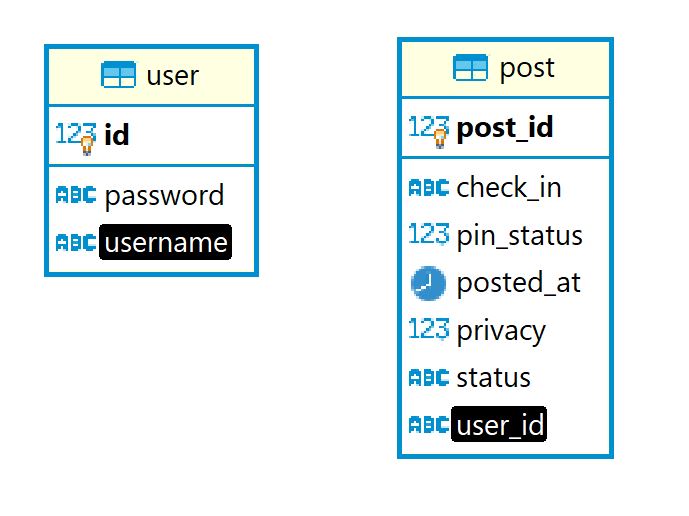 user
123 id
ABC password
ABC username
post
123 post_id
ABC check_in
123 pin_status
posted_at
123 privacy
ABC status
ABC user_id